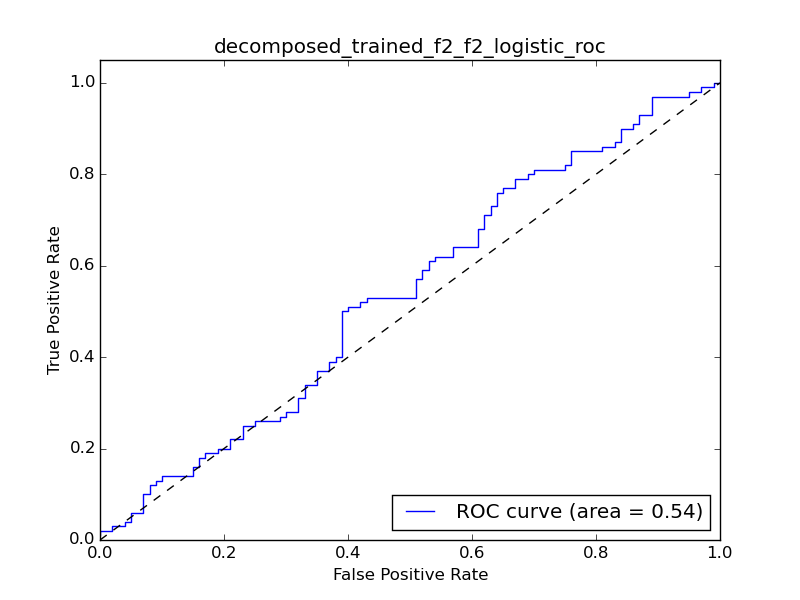 decomposed_trained_f2_f2_logistic_roc
1.0
0.8
0.6
0.4
0.2
0.0
True Positive Rate
ROC curve (area = 0.54)
0.0 0.2 0.4 0.6 0.8 1.0
False Positive Rate